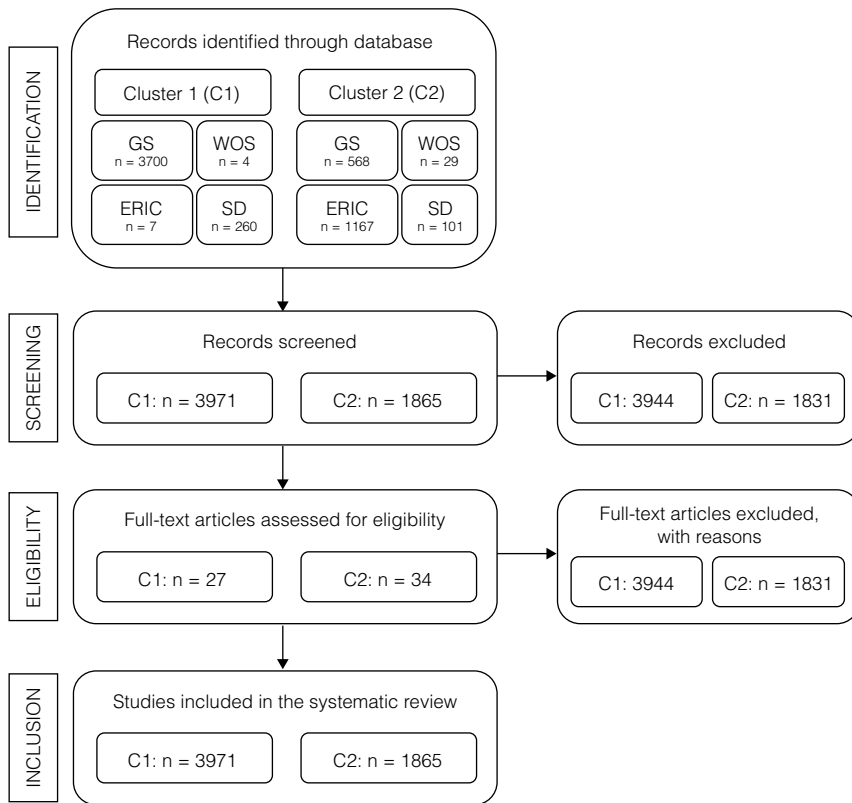 IDENTIFICATION
Records identified through database
Cluster 1 (C1)
Cluster 2 (C2)
GS
n = 3700
WOS
n = 4
GS
n = 568
WOS
n = 29
ERIC
n = 7
SD
n = 260
ERIC
n = 1167
SD
n = 101
SCREENING
Records screened
C1: n = 3971
C2: n = 1865
Records excluded
C1: 3944
C2: n = 1831
ELIGIBILITY
Full-text articles assessed for eligibility
C1: n = 27
C2: n = 34
Full-text articles excluded,
with reasons
C1: 3944
C2: n = 1831
INCLUSION
Studies included in the systematic review
C1: n = 3971
C2: n = 1865